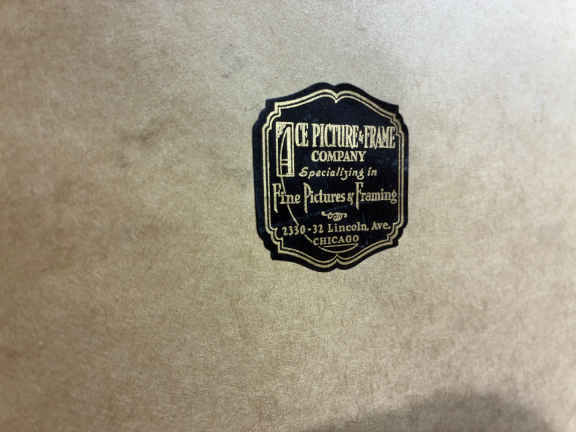 ACE PICTURE & FRAME
COMPANY
Specializing in
Fine Pictures & Framing
2330-32 Lincoln, Ave.
CHICAGO